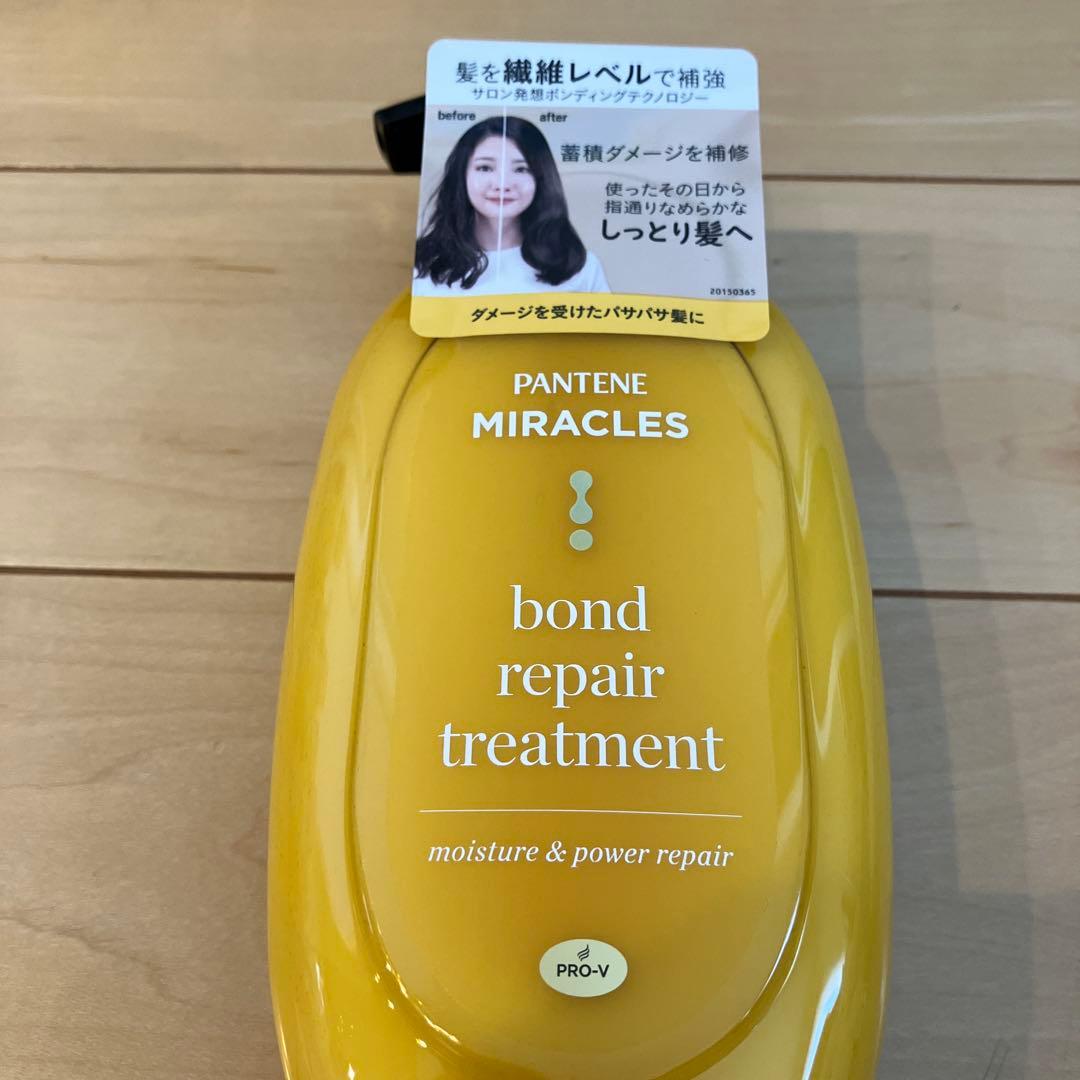 髪を繊維レベルで補強
サロン発想ボンディングテクノロジー
before after
蓄積ダメージを補修
使ったその日から
指通りなめらかな
しっとり髪へ
20150365
ダメージを受けたパサパサ髪に
PANTENE
MIRACLES
bond
repair
treatment
moisture & power repair
PRO-V